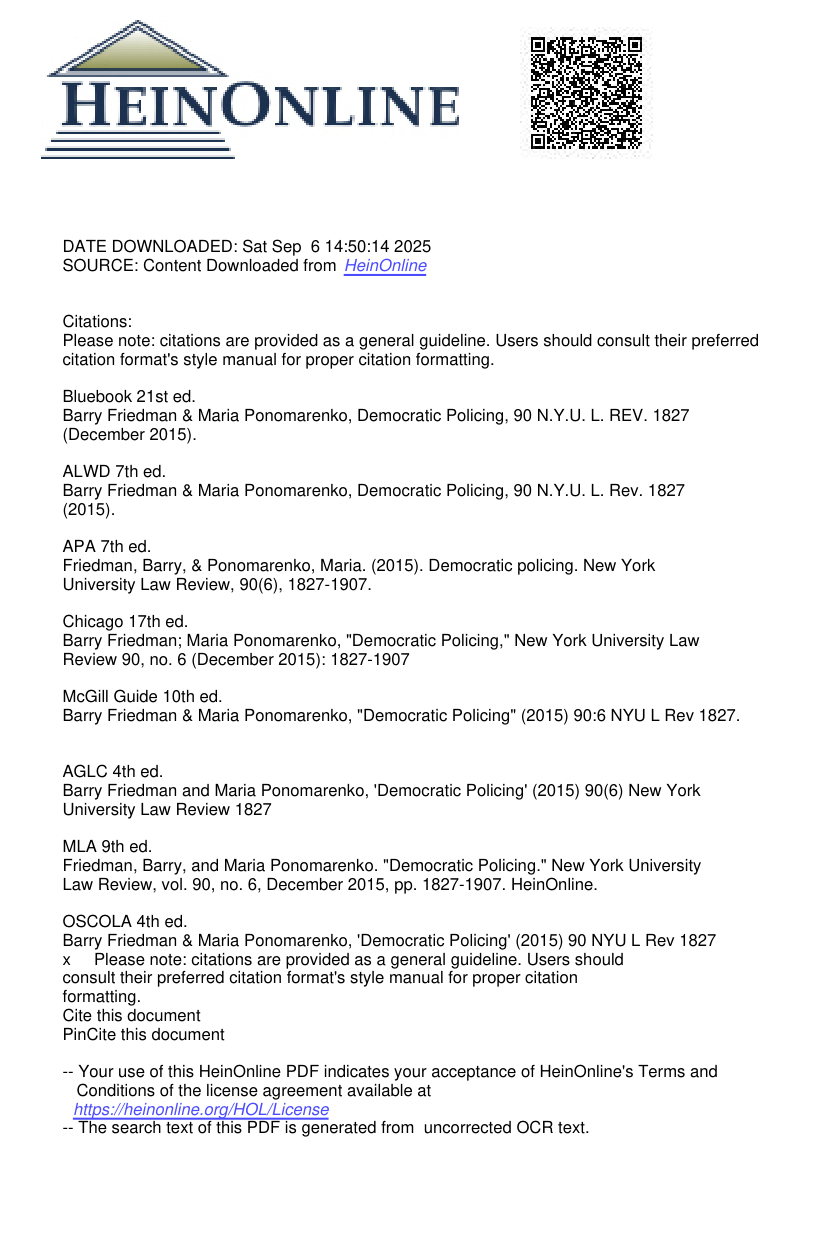 HEINONLINE
DATE DOWNLOADED: Sat Sep  6 14:50:14 2025
SOURCE: Content Downloaded from HeinOnline
Citations:
Please note: citations are provided as a general guideline. Users should consult their preferred
citation format's style manual for proper citation formatting.
Bluebook 21st ed.
Barry Friedman & Maria Ponomarenko, Democratic Policing, 90 N.Y.U. L. REV. 1827
(December 2015).
ALWD 7th ed.
Barry Friedman & Maria Ponomarenko, Democratic Policing, 90 N.Y.U. L. Rev. 1827
(2015).
APA 7th ed.
Friedman, Barry, & Ponomarenko, Maria. (2015). Democratic policing. New York
University Law Review, 90(6), 1827-1907.
Chicago 17th ed.
Barry Friedman; Maria Ponomarenko, "Democratic Policing," New York University Law
Review 90, no. 6 (December 2015): 1827-1907
McGill Guide 10th ed.
Barry Friedman & Maria Ponomarenko, "Democratic Policing" (2015) 90:6 NYU L Rev 1827.
AGLC 4th ed.
Barry Friedman and Maria Ponomarenko, 'Democratic Policing' (2015) 90(6) New York
University Law Review 1827
MLA 9th ed.
Friedman, Barry, and Maria Ponomarenko. "Democratic Policing." New York University
Law Review, vol. 90, no. 6, December 2015, pp. 1827-1907. HeinOnline.
OSCOLA 4th ed.
Barry Friedman & Maria Ponomarenko, 'Democratic Policing' (2015) 90 NYU L Rev 1827
x Please note: citations are provided as a general guideline. Users should
consult their preferred citation format's style manual for proper citation
formatting.
Cite this document
PinCite this document
-- Your use of this HeinOnline PDF indicates your acceptance of HeinOnline's Terms and
Conditions of the license agreement available at
https://heinonline.org/HOL/License
-- The search text of this PDF is generated from uncorrected OCR text.